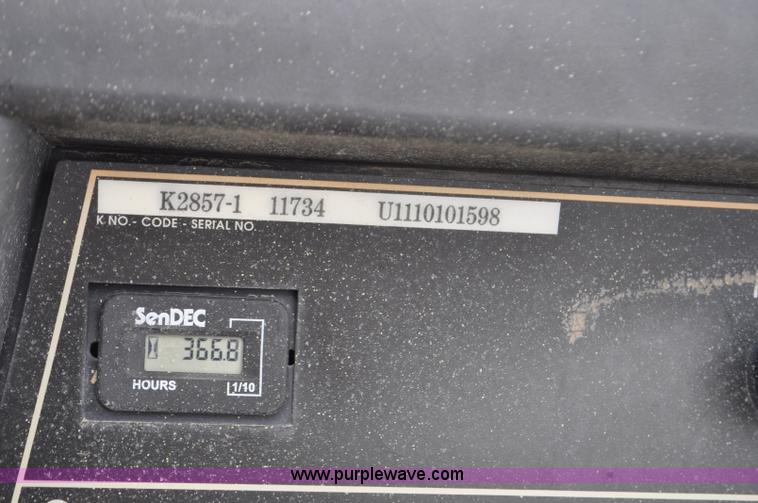 K2857-1 11734 U1110101598
K NO.- CODE - SERIAL NO.
SenDEC
366.8
HOURS 1/10
www.purplewave.com